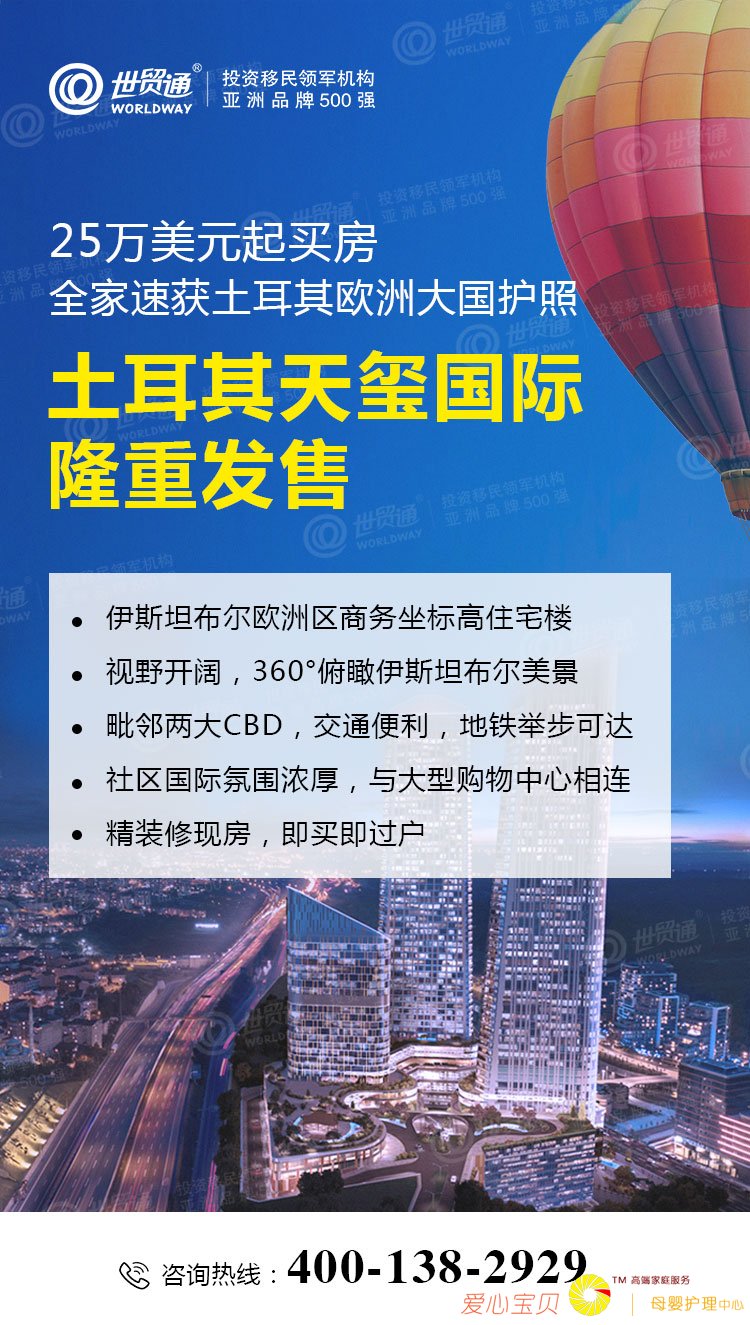 世贸通®
WORLDWAY
投资移民领军机构
亚洲品牌500强
25万美元起买房
全家速获土耳其欧洲大国护照
土耳其天玺国际
隆重发售
伊斯坦布尔欧洲区商务坐标高住宅楼
视野开阔，360°俯瞰伊斯坦布尔美景
毗邻两大CBD，交通便利，地铁举步可达
社区国际氛围浓厚，与大型购物中心相连
精装修现房，即买即过户
咨询热线：400-138-2929
爱心宝贝
TM 高端家庭服务
母婴护理中心